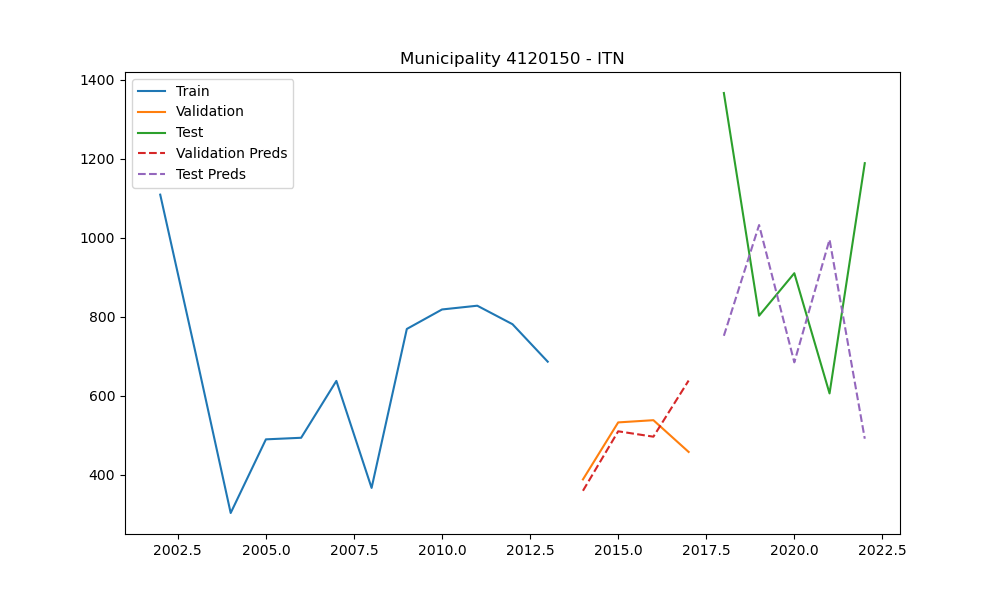 Municipality 4120150 - ITN
Train
Validation
Test
Validation Preds
Test Preds
1400
1200
1000
800
600
400
2002.5 2005.0 2007.5 2010.0 2012.5 2015.0 2017.5 2020.0 2022.5